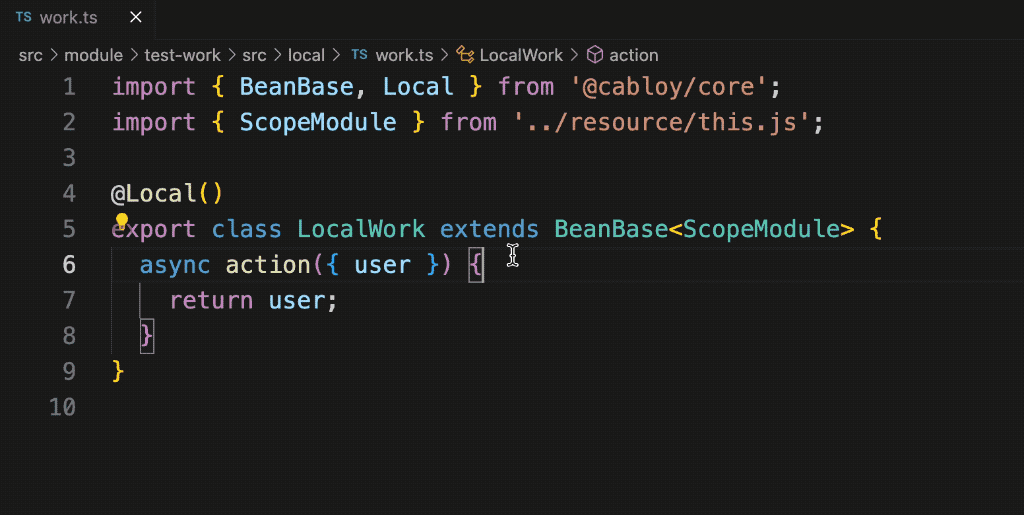 TS work.ts ×
src > module > test-work > src > local > TS work.ts > LocalWork > action
1 import { BeanBase, Local } from '@cabloy/core';
2 import { ScopeModule } from '../resource/this.js';
3
4 @Local()
5 export class LocalWork extends BeanBase<ScopeModule> {
6 async action({ user }) {
7 return user;
8 }
9 }
10